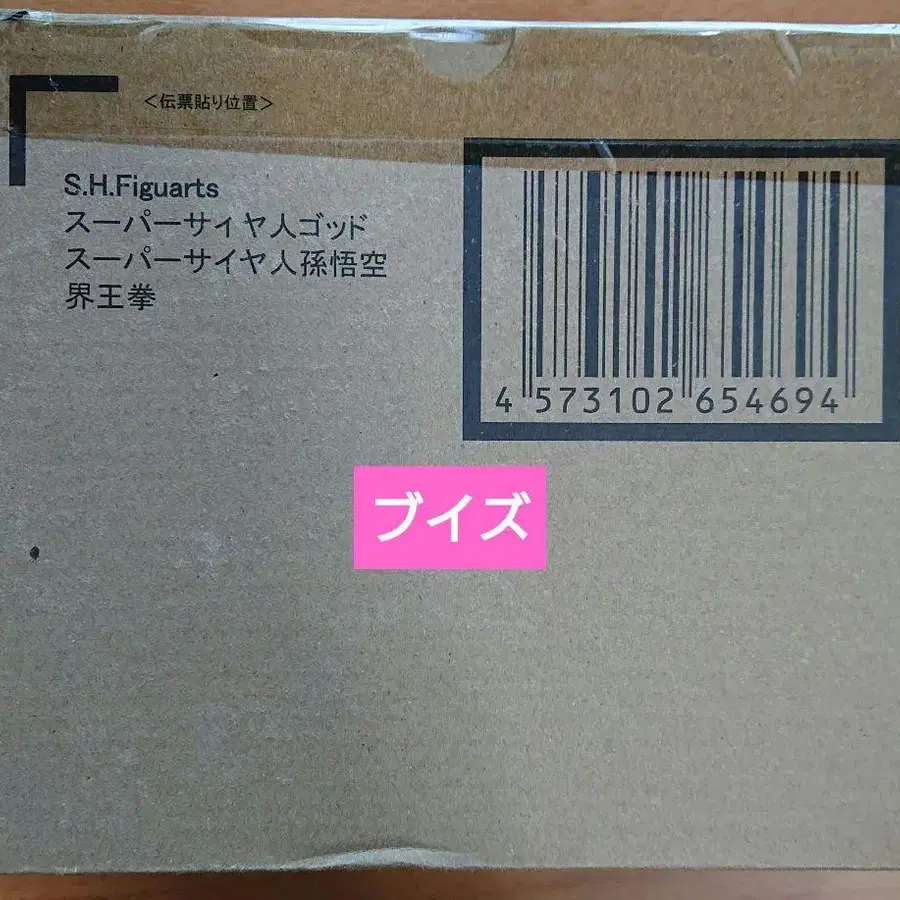 <伝票貼り位置>
S.H.Figuarts
スーパーサイヤ人ゴッド
スーパーサイヤ人孫悟空
界王拳
4 573102 654694
ブイズ